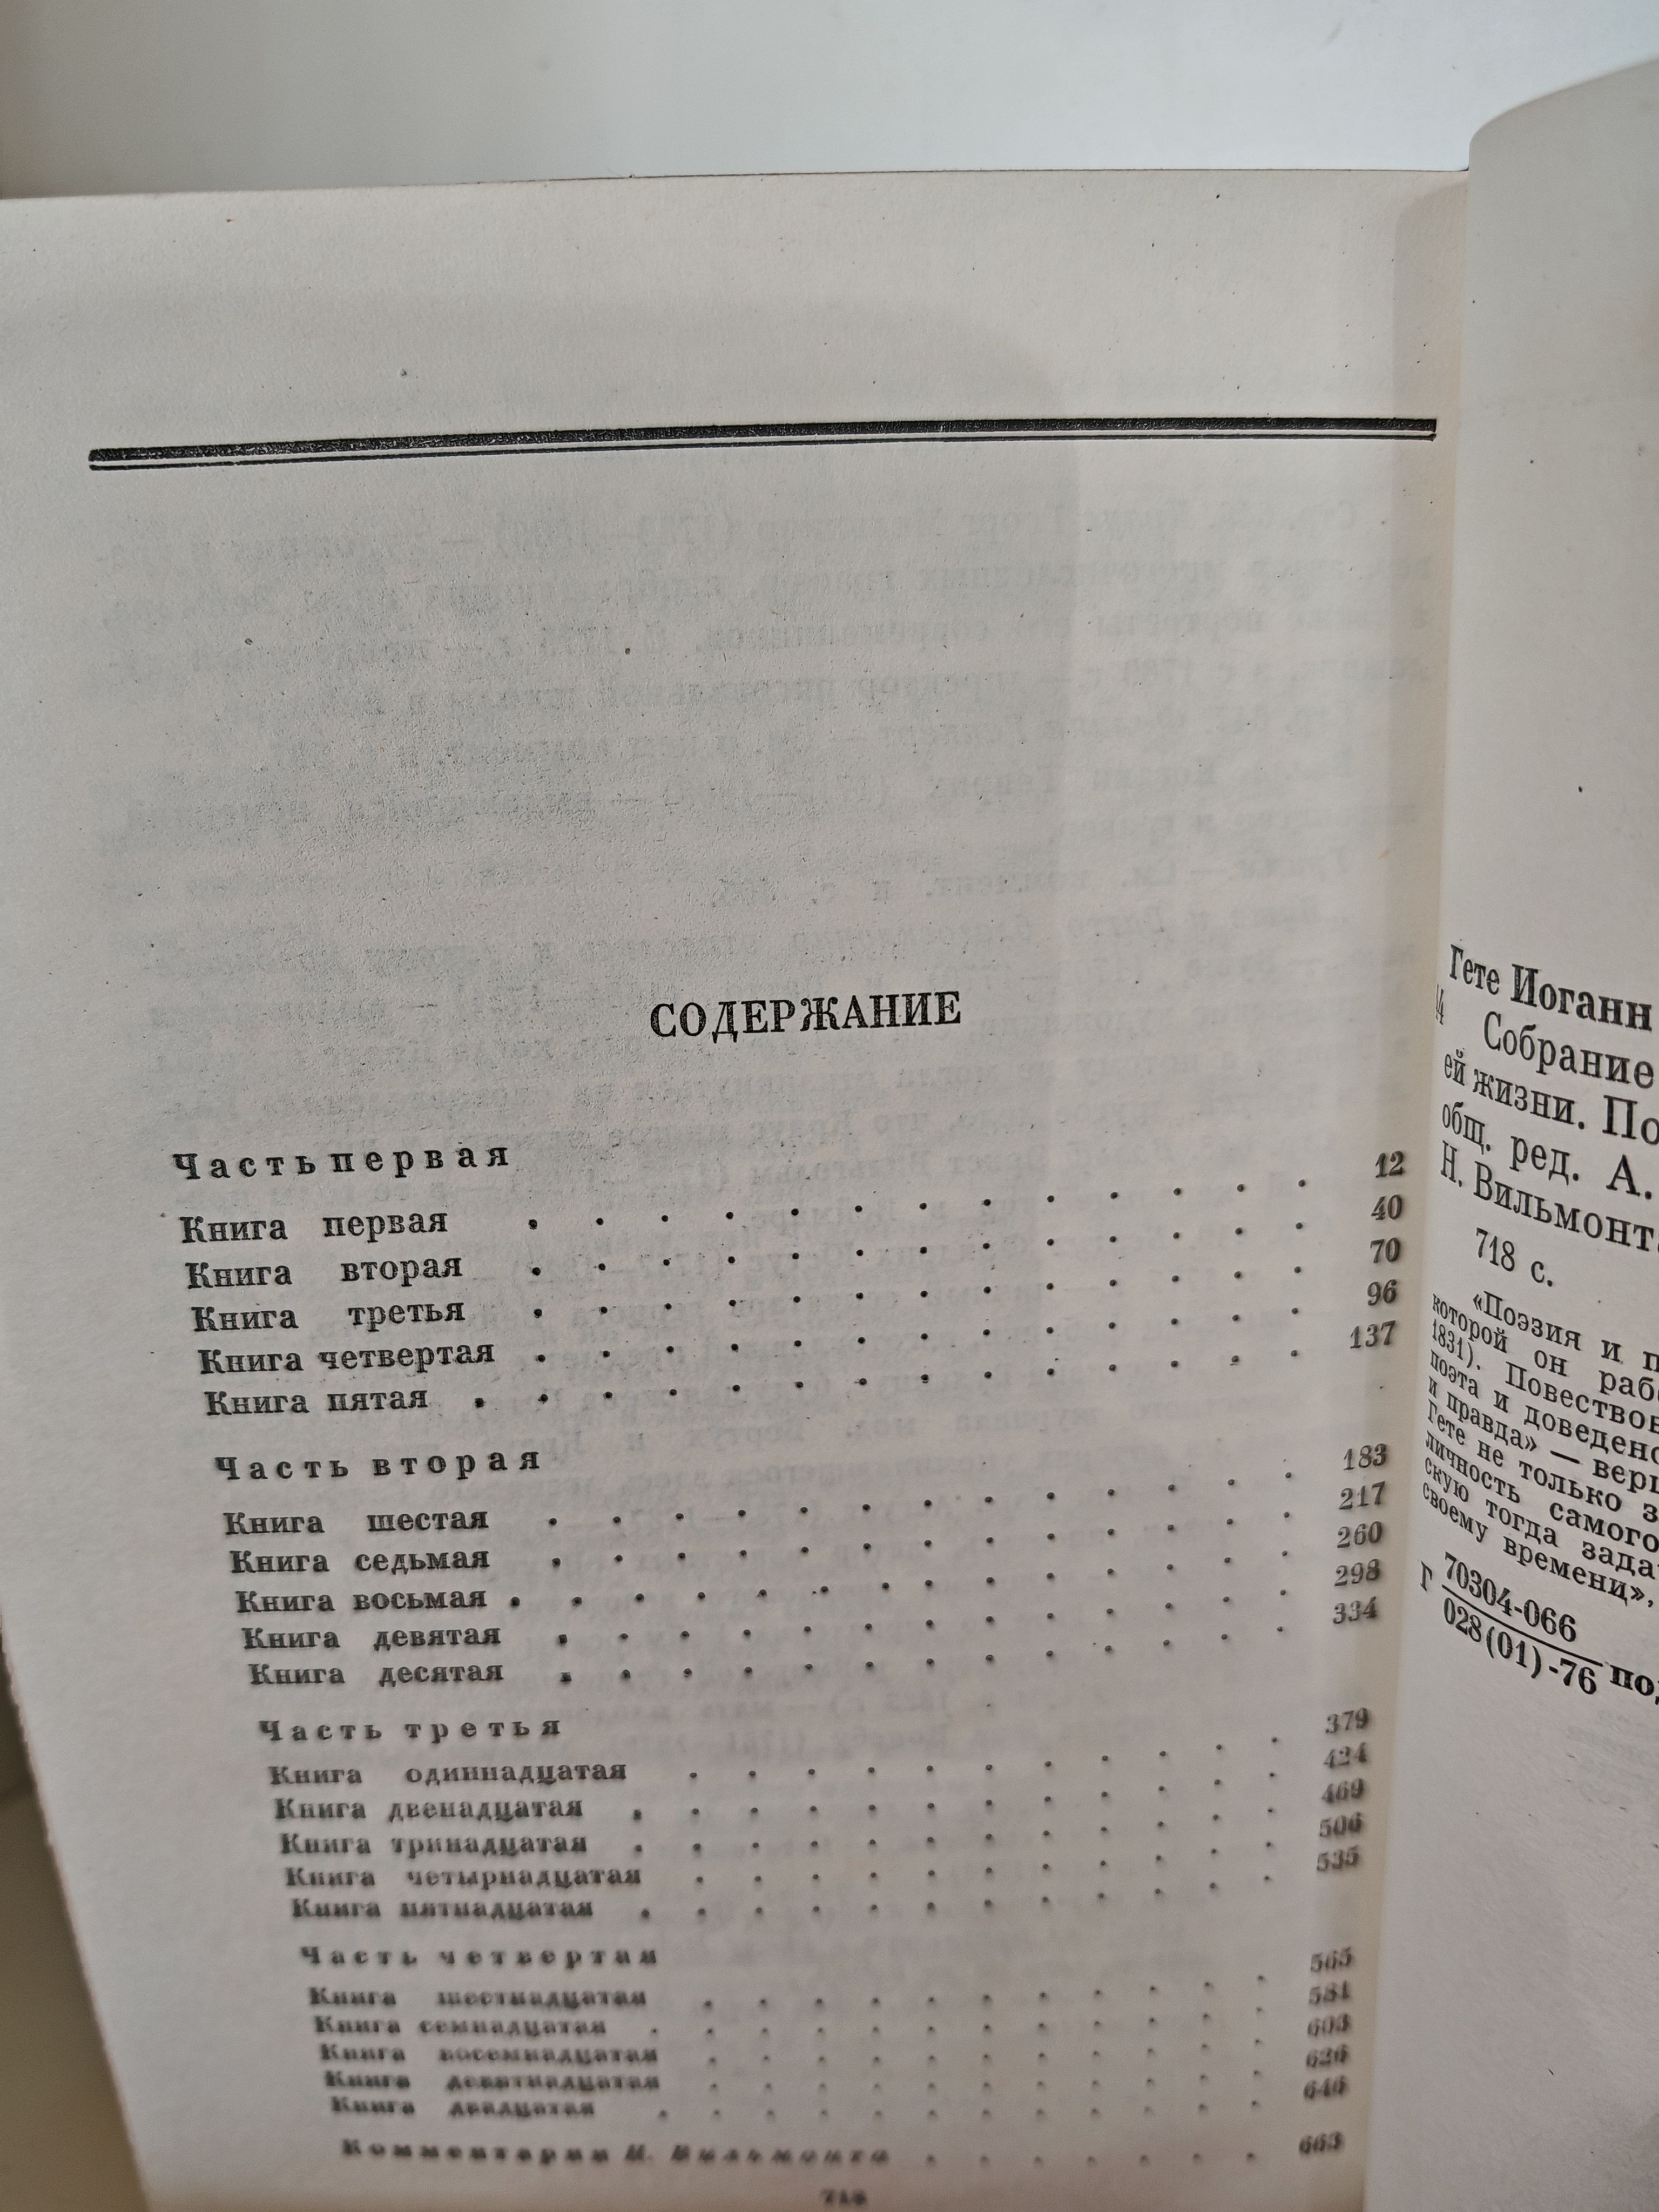 СОДЕРЖАНИЕ
Часть первая
Книга первая . . . . . . . . . . . . . 12
Книга вторая . . . . . . . . . . . . . 40
Книга третья . . . . . . . . . . . . . 70
Книга четвертая . . . . . . . . . . . . . 96
Книга пятая . . . . . . . . . . . . . . 137
Часть вторая
Книга шестая . . . . . . . . . . . . . 183
Книга седьмая . . . . . . . . . . . . . 217
Книга восьмая . . . . . . . . . . . . . . 260
Книга девятая . . . . . . . . . . . . . 298
Книга десятая . . . . . . . . . . . . . 334
Часть третья
Книга одиннадцатая . . . . . . . . . . . 379
Книга двенадцатая . . . . . . . . . . . . 424
Книга тринадцатая . . . . . . . . . . . . 469
Книга четырнадцатая . . . . . . . . . . . 506
Книга пятнадцатая . . . . . . . . . . . . 535
Часть четвертая
Книга шестнадцатая . . . . . . . . . . . 565
Книга семнадцатая . . . . . . . . . . . . 581
Книга восемнадцатая . . . . . . . . . . . 603
Книга девятнадцатая . . . . . . . . . . . 626
Книга двадцатая . . . . . . . . . . . . 646
Комментарии Н. Вильмонта . . . . . . . 663
718
Гете Иоганн
Собрание
ей жизни. По
общ. ред. А.
Н. Вильмонта
718 с.
«Поэзия и п
которой он раб
1831). Повествов
поэта и доведено
и правда» — верш
Гете не только з
личность самого
скую тогда зада
своему времени».
Г 70304-066
028(01)-76 под